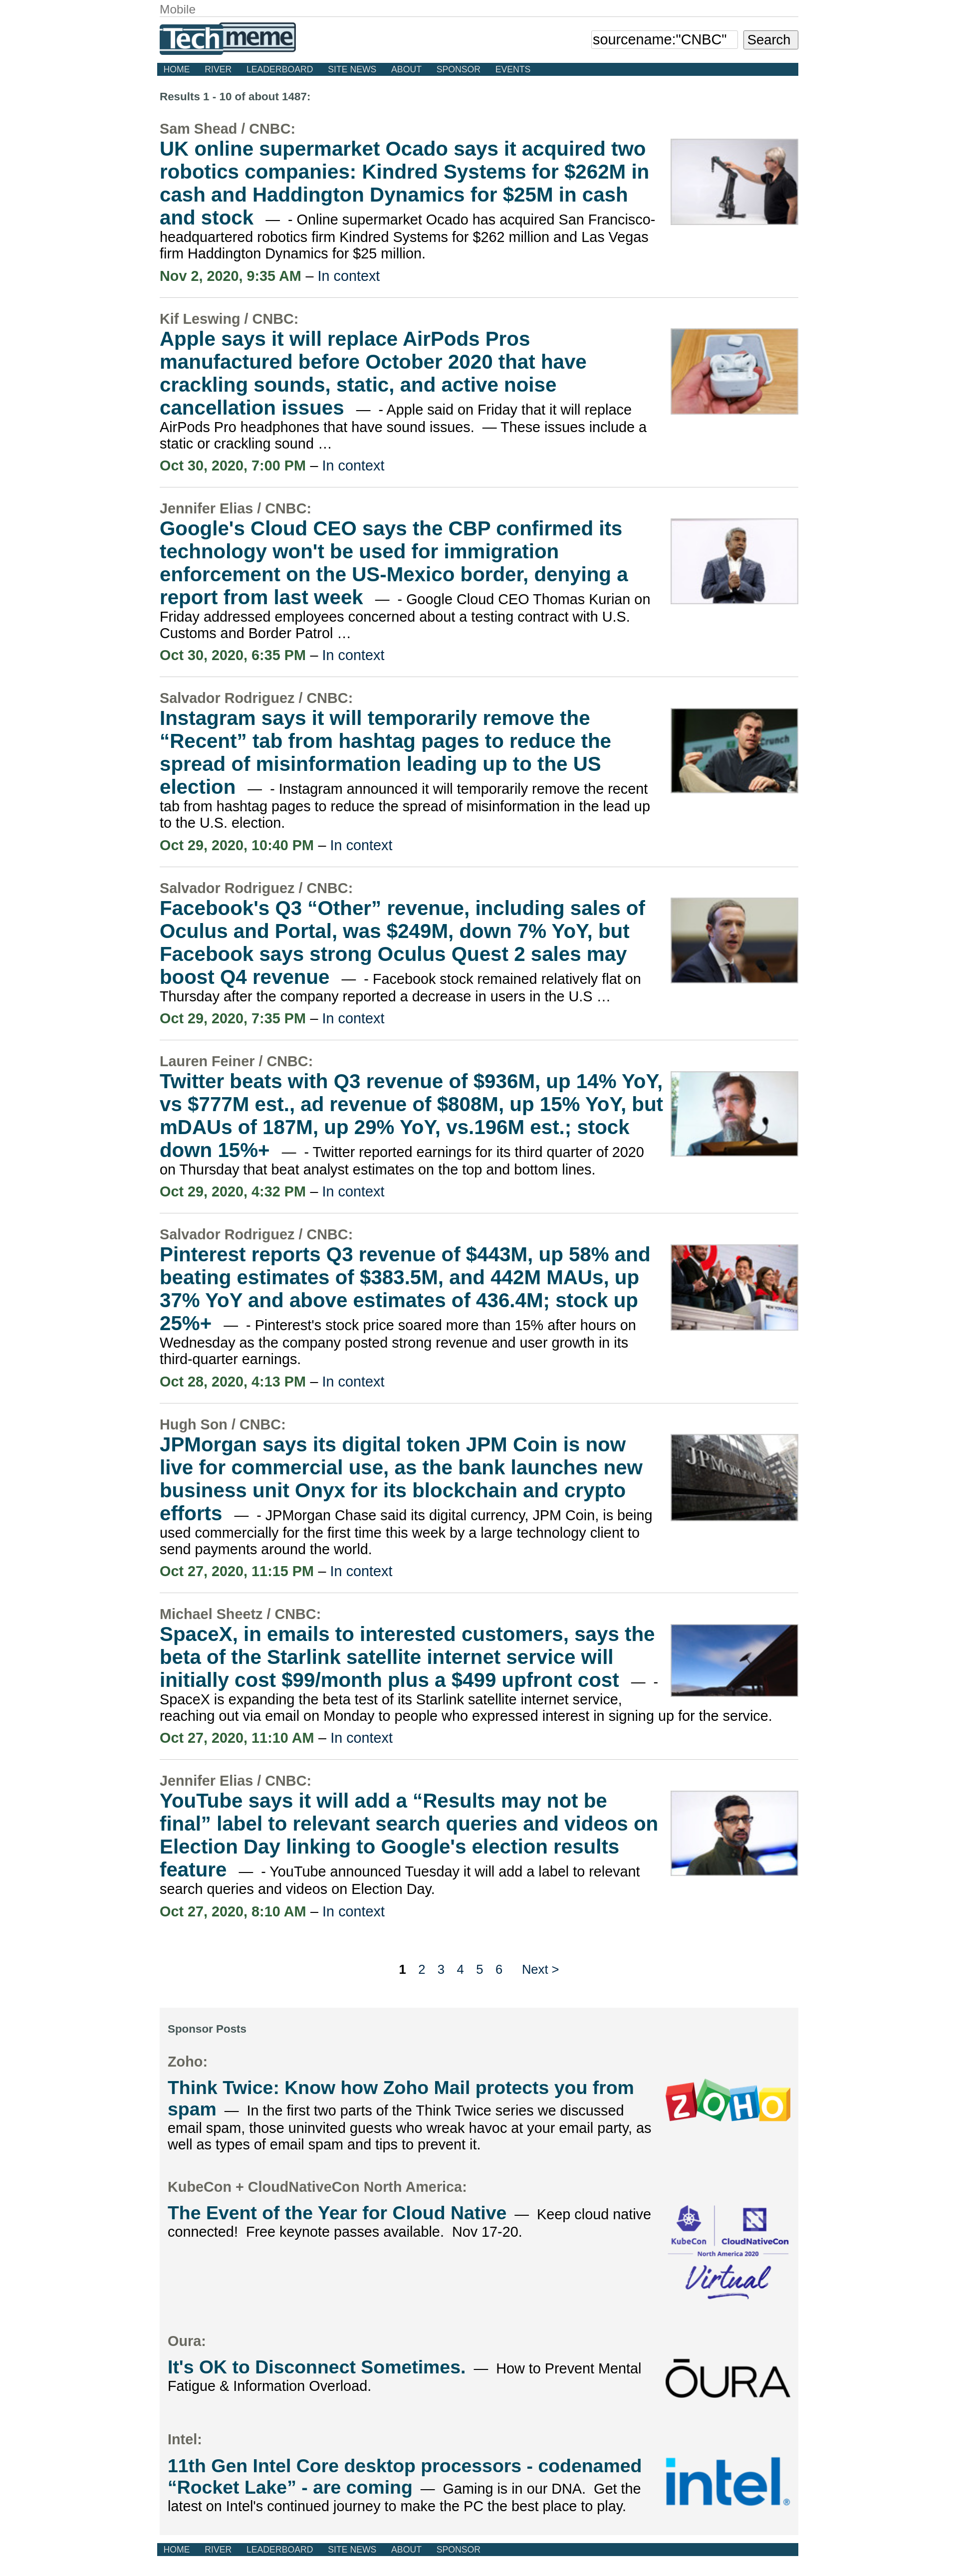 Mobile
Techmeme
sourcename:"CNBC" Search
HOME RIVER LEADERBOARD SITE NEWS ABOUT SPONSOR EVENTS
Results 1 - 10 of about 1487:
Sam Shead / CNBC:
UK online supermarket Ocado says it acquired two
robotics companies: Kindred Systems for $262M in
cash and Haddington Dynamics for $25M in cash
and stock — - Online supermarket Ocado has acquired San Francisco-
headquartered robotics firm Kindred Systems for $262 million and Las Vegas
firm Haddington Dynamics for $25 million.
Nov 2, 2020, 9:35 AM – In context
Kif Leswing / CNBC:
Apple says it will replace AirPods Pros
manufactured before October 2020 that have
crackling sounds, static, and active noise
cancellation issues — - Apple said on Friday that it will replace
AirPods Pro headphones that have sound issues. — These issues include a
static or crackling sound …
Oct 30, 2020, 7:00 PM – In context
Jennifer Elias / CNBC:
Google's Cloud CEO says the CBP confirmed its
technology won't be used for immigration
enforcement on the US-Mexico border, denying a
report from last week — - Google Cloud CEO Thomas Kurian on
Friday addressed employees concerned about a testing contract with U.S.
Customs and Border Patrol …
Oct 30, 2020, 6:35 PM – In context
Salvador Rodriguez / CNBC:
Instagram says it will temporarily remove the
“Recent” tab from hashtag pages to reduce the
spread of misinformation leading up to the US
election — - Instagram announced it will temporarily remove the recent
tab from hashtag pages to reduce the spread of misinformation in the lead up
to the U.S. election.
Oct 29, 2020, 10:40 PM – In context
Salvador Rodriguez / CNBC:
Facebook's Q3 “Other” revenue, including sales of
Oculus and Portal, was $249M, down 7% YoY, but
Facebook says strong Oculus Quest 2 sales may
boost Q4 revenue — - Facebook stock remained relatively flat on
Thursday after the company reported a decrease in users in the U.S …
Oct 29, 2020, 7:35 PM – In context
Lauren Feiner / CNBC:
Twitter beats with Q3 revenue of $936M, up 14% YoY,
vs $777M est., ad revenue of $808M, up 15% YoY, but
mDAUs of 187M, up 29% YoY, vs.196M est.; stock
down 15%+ — - Twitter reported earnings for its third quarter of 2020
on Thursday that beat analyst estimates on the top and bottom lines.
Oct 29, 2020, 4:32 PM – In context
Salvador Rodriguez / CNBC:
Pinterest reports Q3 revenue of $443M, up 58% and
beating estimates of $383.5M, and 442M MAUs, up
37% YoY and above estimates of 436.4M; stock up
25%+ — - Pinterest's stock price soared more than 15% after hours on
Wednesday as the company posted strong revenue and user growth in its
third-quarter earnings.
Oct 28, 2020, 4:13 PM – In context
Hugh Son / CNBC:
JPMorgan says its digital token JPM Coin is now
live for commercial use, as the bank launches new
business unit Onyx for its blockchain and crypto
efforts — - JPMorgan Chase said its digital currency, JPM Coin, is being
used commercially for the first time this week by a large technology client to
send payments around the world.
Oct 27, 2020, 11:15 PM – In context
Michael Sheetz / CNBC:
SpaceX, in emails to interested customers, says the
beta of the Starlink satellite internet service will
initially cost $99/month plus a $499 upfront cost — -
SpaceX is expanding the beta test of its Starlink satellite internet service,
reaching out via email on Monday to people who expressed interest in signing up for the service.
Oct 27, 2020, 11:10 AM – In context
Jennifer Elias / CNBC:
YouTube says it will add a “Results may not be
final” label to relevant search queries and videos on
Election Day linking to Google's election results
feature — - YouTube announced Tuesday it will add a label to relevant
search queries and videos on Election Day.
Oct 27, 2020, 8:10 AM – In context
1 2 3 4 5 6 Next >
Sponsor Posts
Zoho:
Think Twice: Know how Zoho Mail protects you from
spam — In the first two parts of the Think Twice series we discussed
email spam, those uninvited guests who wreak havoc at your email party, as
well as types of email spam and tips to prevent it.
ZOHO
KubeCon + CloudNativeCon North America:
The Event of the Year for Cloud Native — Keep cloud native
connected! Free keynote passes available. Nov 17-20.
KubeCon CloudNativeCon
North America 2020
Virtual
Oura:
It's OK to Disconnect Sometimes. — How to Prevent Mental
Fatigue & Information Overload.
ŌURA
Intel:
11th Gen Intel Core desktop processors - codenamed
“Rocket Lake” - are coming — Gaming is in our DNA. Get the
latest on Intel's continued journey to make the PC the best place to play.
intel®
HOME RIVER LEADERBOARD SITE NEWS ABOUT SPONSOR